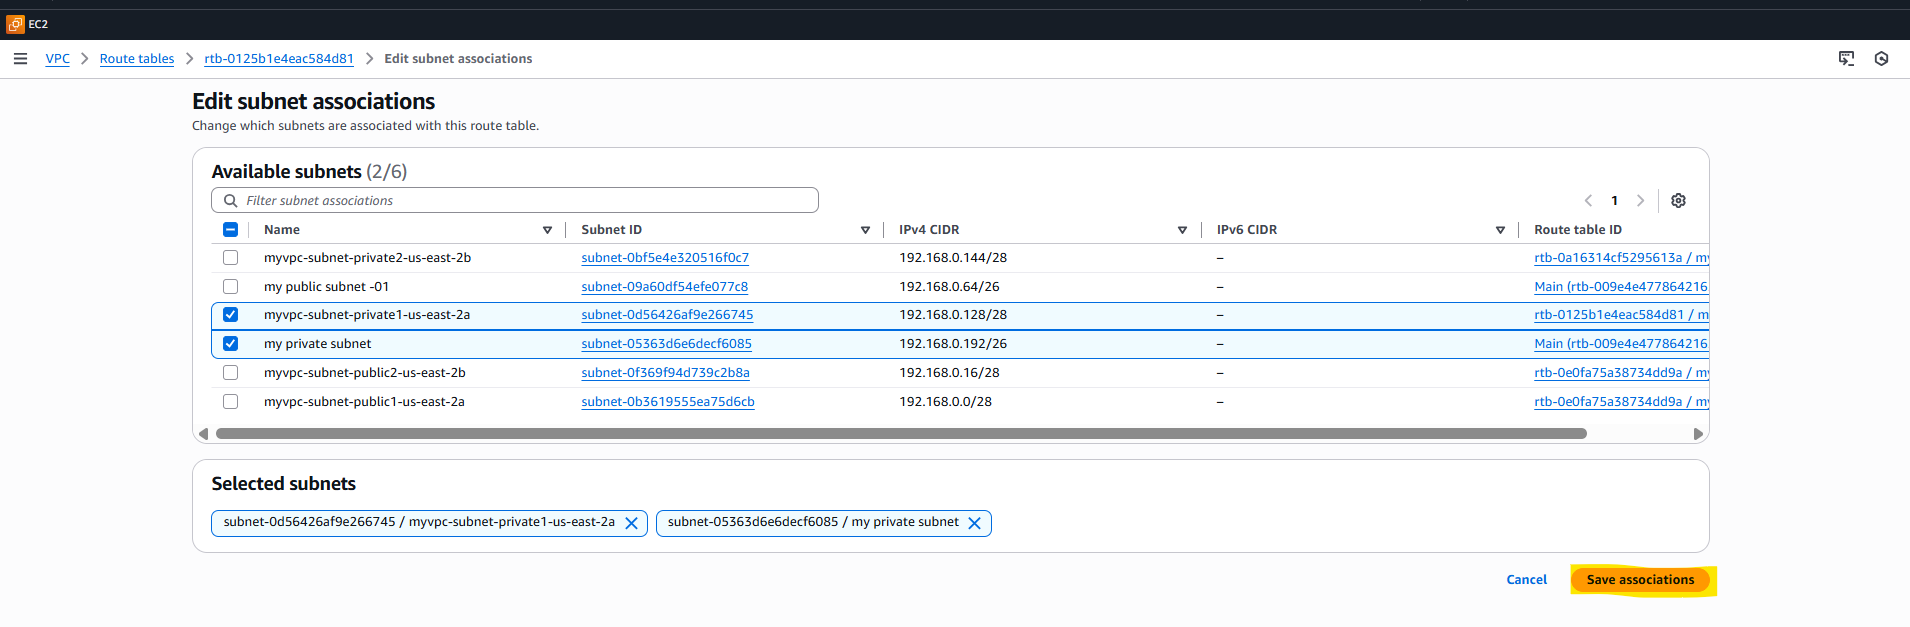 EC2
VPC > Route tables > rtb-0125b1e4eac584d81 > Edit subnet associations
Edit subnet associations
Change which subnets are associated with this route table.
Available subnets (2/6)
Filter subnet associations
1
Name Subnet ID IPv4 CIDR IPv6 CIDR Route table ID
myvpc-subnet-private2-us-east-2b subnet-0bf5e4e320516f0c7 192.168.0.144/28 – rtb-0a16314cf5295613a / my
my public subnet -01 subnet-09a60df54efe077c8 192.168.0.64/26 – Main (rtb-009e4e477864216
myvpc-subnet-private1-us-east-2a subnet-0d56426af9e266745 192.168.0.128/28 – rtb-0125b1e4eac584d81 / m
my private subnet subnet-05363d6e6decf6085 192.168.0.192/26 – Main (rtb-009e4e477864216
myvpc-subnet-public2-us-east-2b subnet-0f369f94d739c2b8a 192.168.0.16/28 – rtb-0e0fa75a38734dd9a / my
myvpc-subnet-public1-us-east-2a subnet-0b3619555ea75d6cb 192.168.0.0/28 – rtb-0e0fa75a38734dd9a / my
Selected subnets
subnet-0d56426af9e266745 / myvpc-subnet-private1-us-east-2a subnet-05363d6e6decf6085 / my private subnet
Cancel Save associations